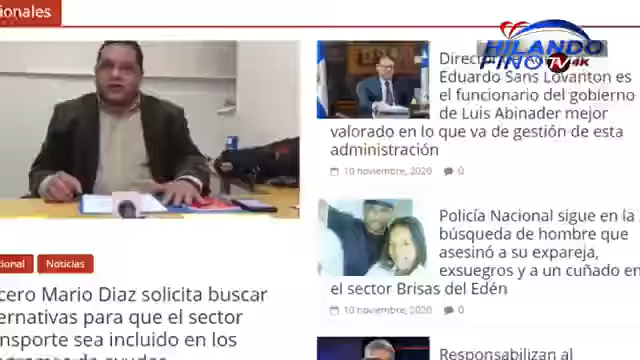 ionales
HILANDO
FINO TV 4K
Eduardo Sans Lovanton es
el funcionario del gobierno
de Luis Abinader mejor
valorado en lo que va de gestión de esta
administración
10 noviembre, 2020 0
Policía Nacional sigue en la
búsqueda de hombre que
asesinó a su expareja,
exsuegros y a un cuñado en
el sector Brisas del Edén
10 noviembre, 2020 0
Responsabilizan al
ional Noticias
cero Mario Diaz solicita buscar
ernativas para que el sector
nsporte sea incluido en los